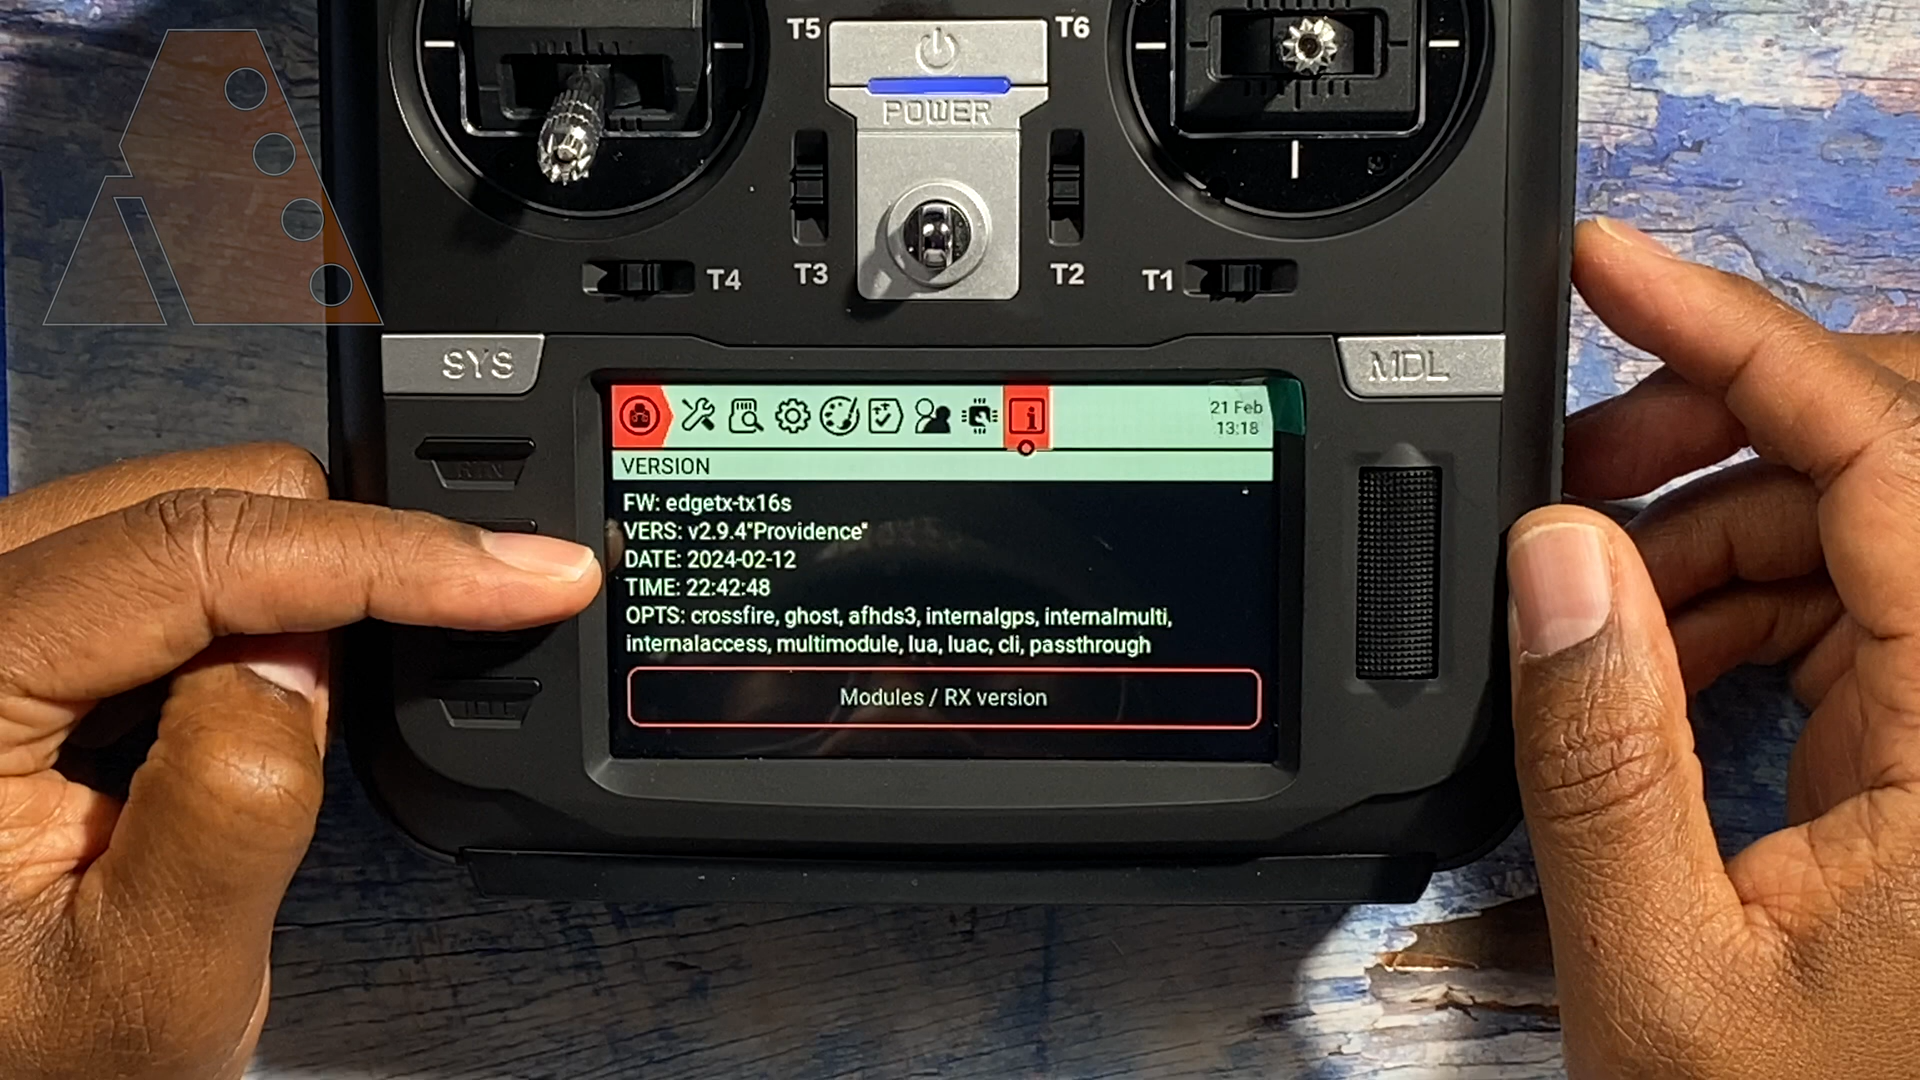 T5
T6
POWER
T4
T3
T2
T1
SYS
MDL
21 Feb
13:18
VERSION
RTN
FW: edgetx-tx16s
VERS: v2.9.4"Providence"
DATE: 2024-02-12
TIME: 22:42:48
OPTS: crossfire, ghost, afhds3, internalgps, internalmulti,
internalaccess, multimodule, lua, luac, cli, passthrough
Modules / RX version